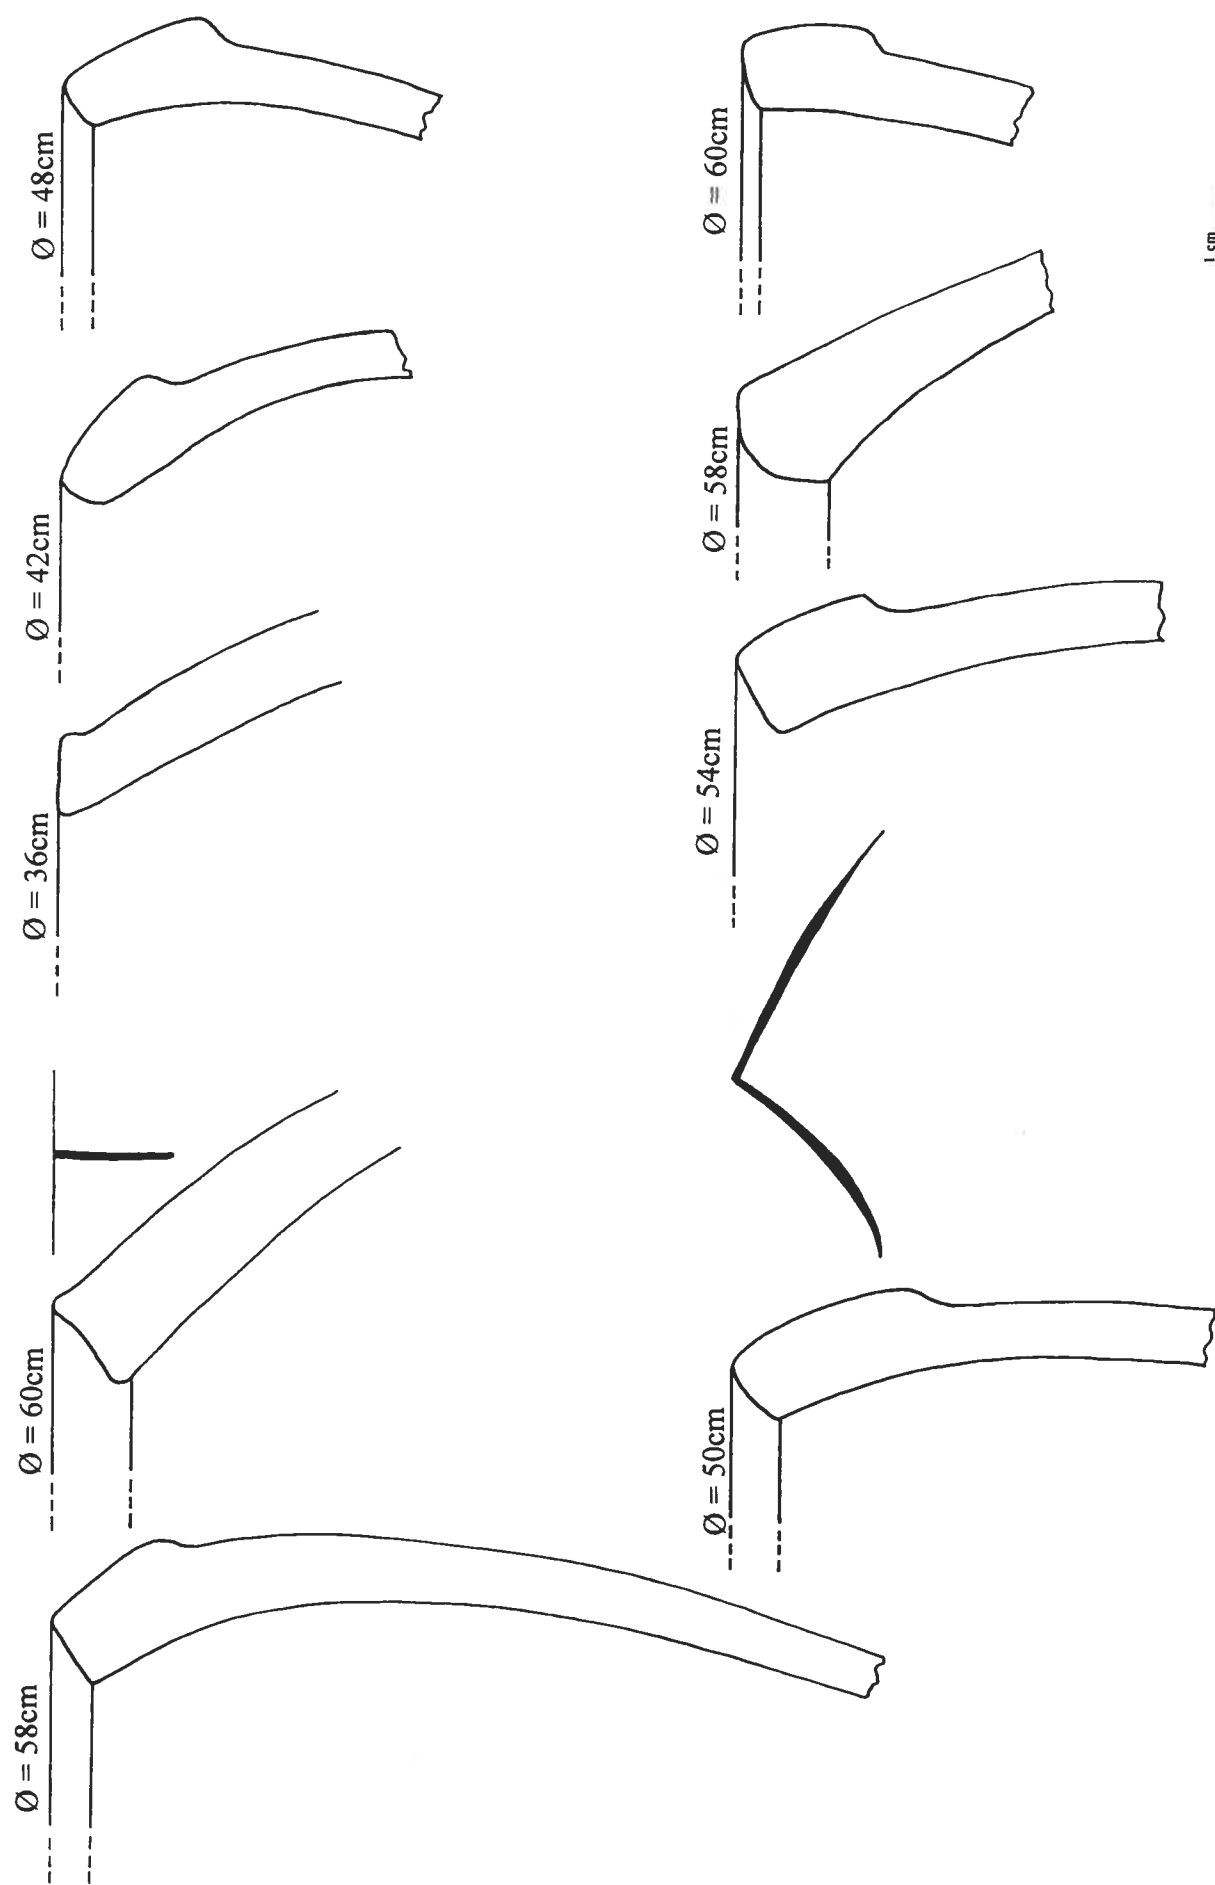 Ø = 58cm
Ø = 60cm
Ø = 36cm
Ø = 42cm
Ø = 48cm
Ø = 50cm
Ø = 54cm
Ø = 58cm
Ø = 60cm
1 cm